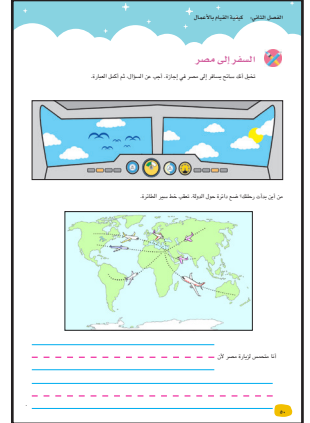 الفصل الثاني: كيفية القيام بالأعمال
السفر إلى مصر
تخيل أنك سائح يسافر إلى مصر في إجازة. أجب عن السؤال، ثم أكمل العبارة.
من أين بدأت رحلتك؟ ضع دائرة حول الدولة. تعقب خط سير الطائرة.
أنا متحمس لزيارة مصر لأن
٥٠